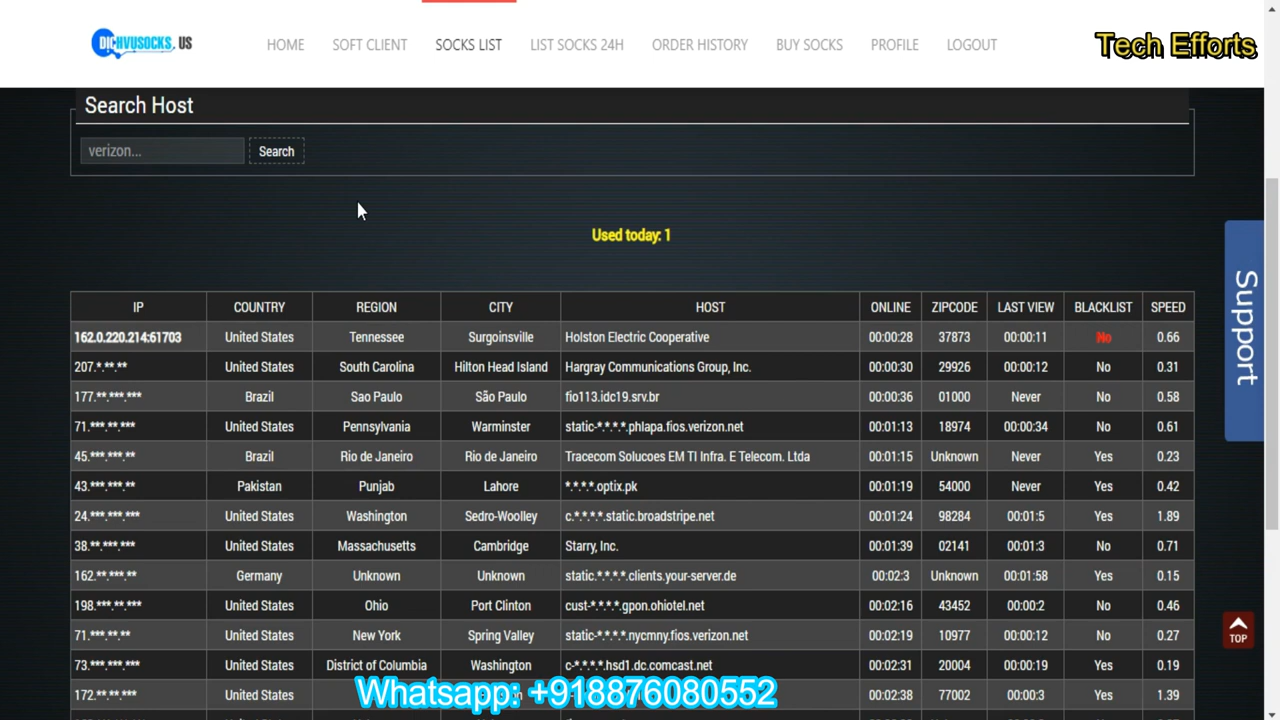 DICHVUSOCKS.US
HOME SOFT CLIENT SOCKS LIST LIST SOCKS 24H ORDER HISTORY BUY SOCKS PROFILE LOGOUT
Tech Efforts
Search Host
verizon... Search
Used today: 1
IP COUNTRY REGION CITY HOST ONLINE ZIPCODE LAST VIEW BLACKLIST SPEED
162.0.220.214:61703 United States Tennessee Surgoinsville Holston Electric Cooperative 00:00:28 37873 00:00:11 No 0.66
207.*.**.** United States South Carolina Hilton Head Island Hargray Communications Group, Inc. 00:00:30 29926 00:00:12 No 0.31
177.**.***.*** Brazil Sao Paulo São Paulo fio113.idc19.srv.br 00:00:36 01000 Never No 0.58
71.***.**.*** United States Pennsylvania Warminster static-*.*.*.*.phlapa.fios.verizon.net 00:01:13 18974 00:00:34 No 0.61
45.***.***.** Brazil Rio de Janeiro Rio de Janeiro Tracecom Solucoes EM TI Infra. E Telecom. Ltda 00:01:15 Unknown Never Yes 0.23
43.***.***.** Pakistan Punjab Lahore *.*.*.*.optix.pk 00:01:19 54000 Never Yes 0.42
24.***.***.*** United States Washington Sedro-Woolley c.*.*.*.*.static.broadstripe.net 00:01:24 98284 00:01:5 Yes 1.89
38.***.***.** United States Massachusetts Cambridge Starry, Inc. 00:01:39 02141 00:01:3 No 0.71
162.**.***.** Germany Unknown Unknown static.*.*.*.*.clients.your-server.de 00:02:3 Unknown 00:01:58 Yes 0.15
198.***.**.*** United States Ohio Port Clinton cust-*.*.*.*.gpon.ohiotel.net 00:02:16 43452 00:00:2 No 0.46
71.***.**.** United States New York Spring Valley static-*.*.*.*.nycmny.fios.verizon.net 00:02:19 10977 00:00:12 No 0.27
73.***.***.*** United States District of Columbia Washington c-*.*.*.*.hsd1.dc.comcast.net 00:02:31 20004 00:00:19 Yes 0.19
172.**.**.*** United States 00:02:38 77002 00:00:3 Yes 1.39
Support
TOP
Whatsapp: +918876080552